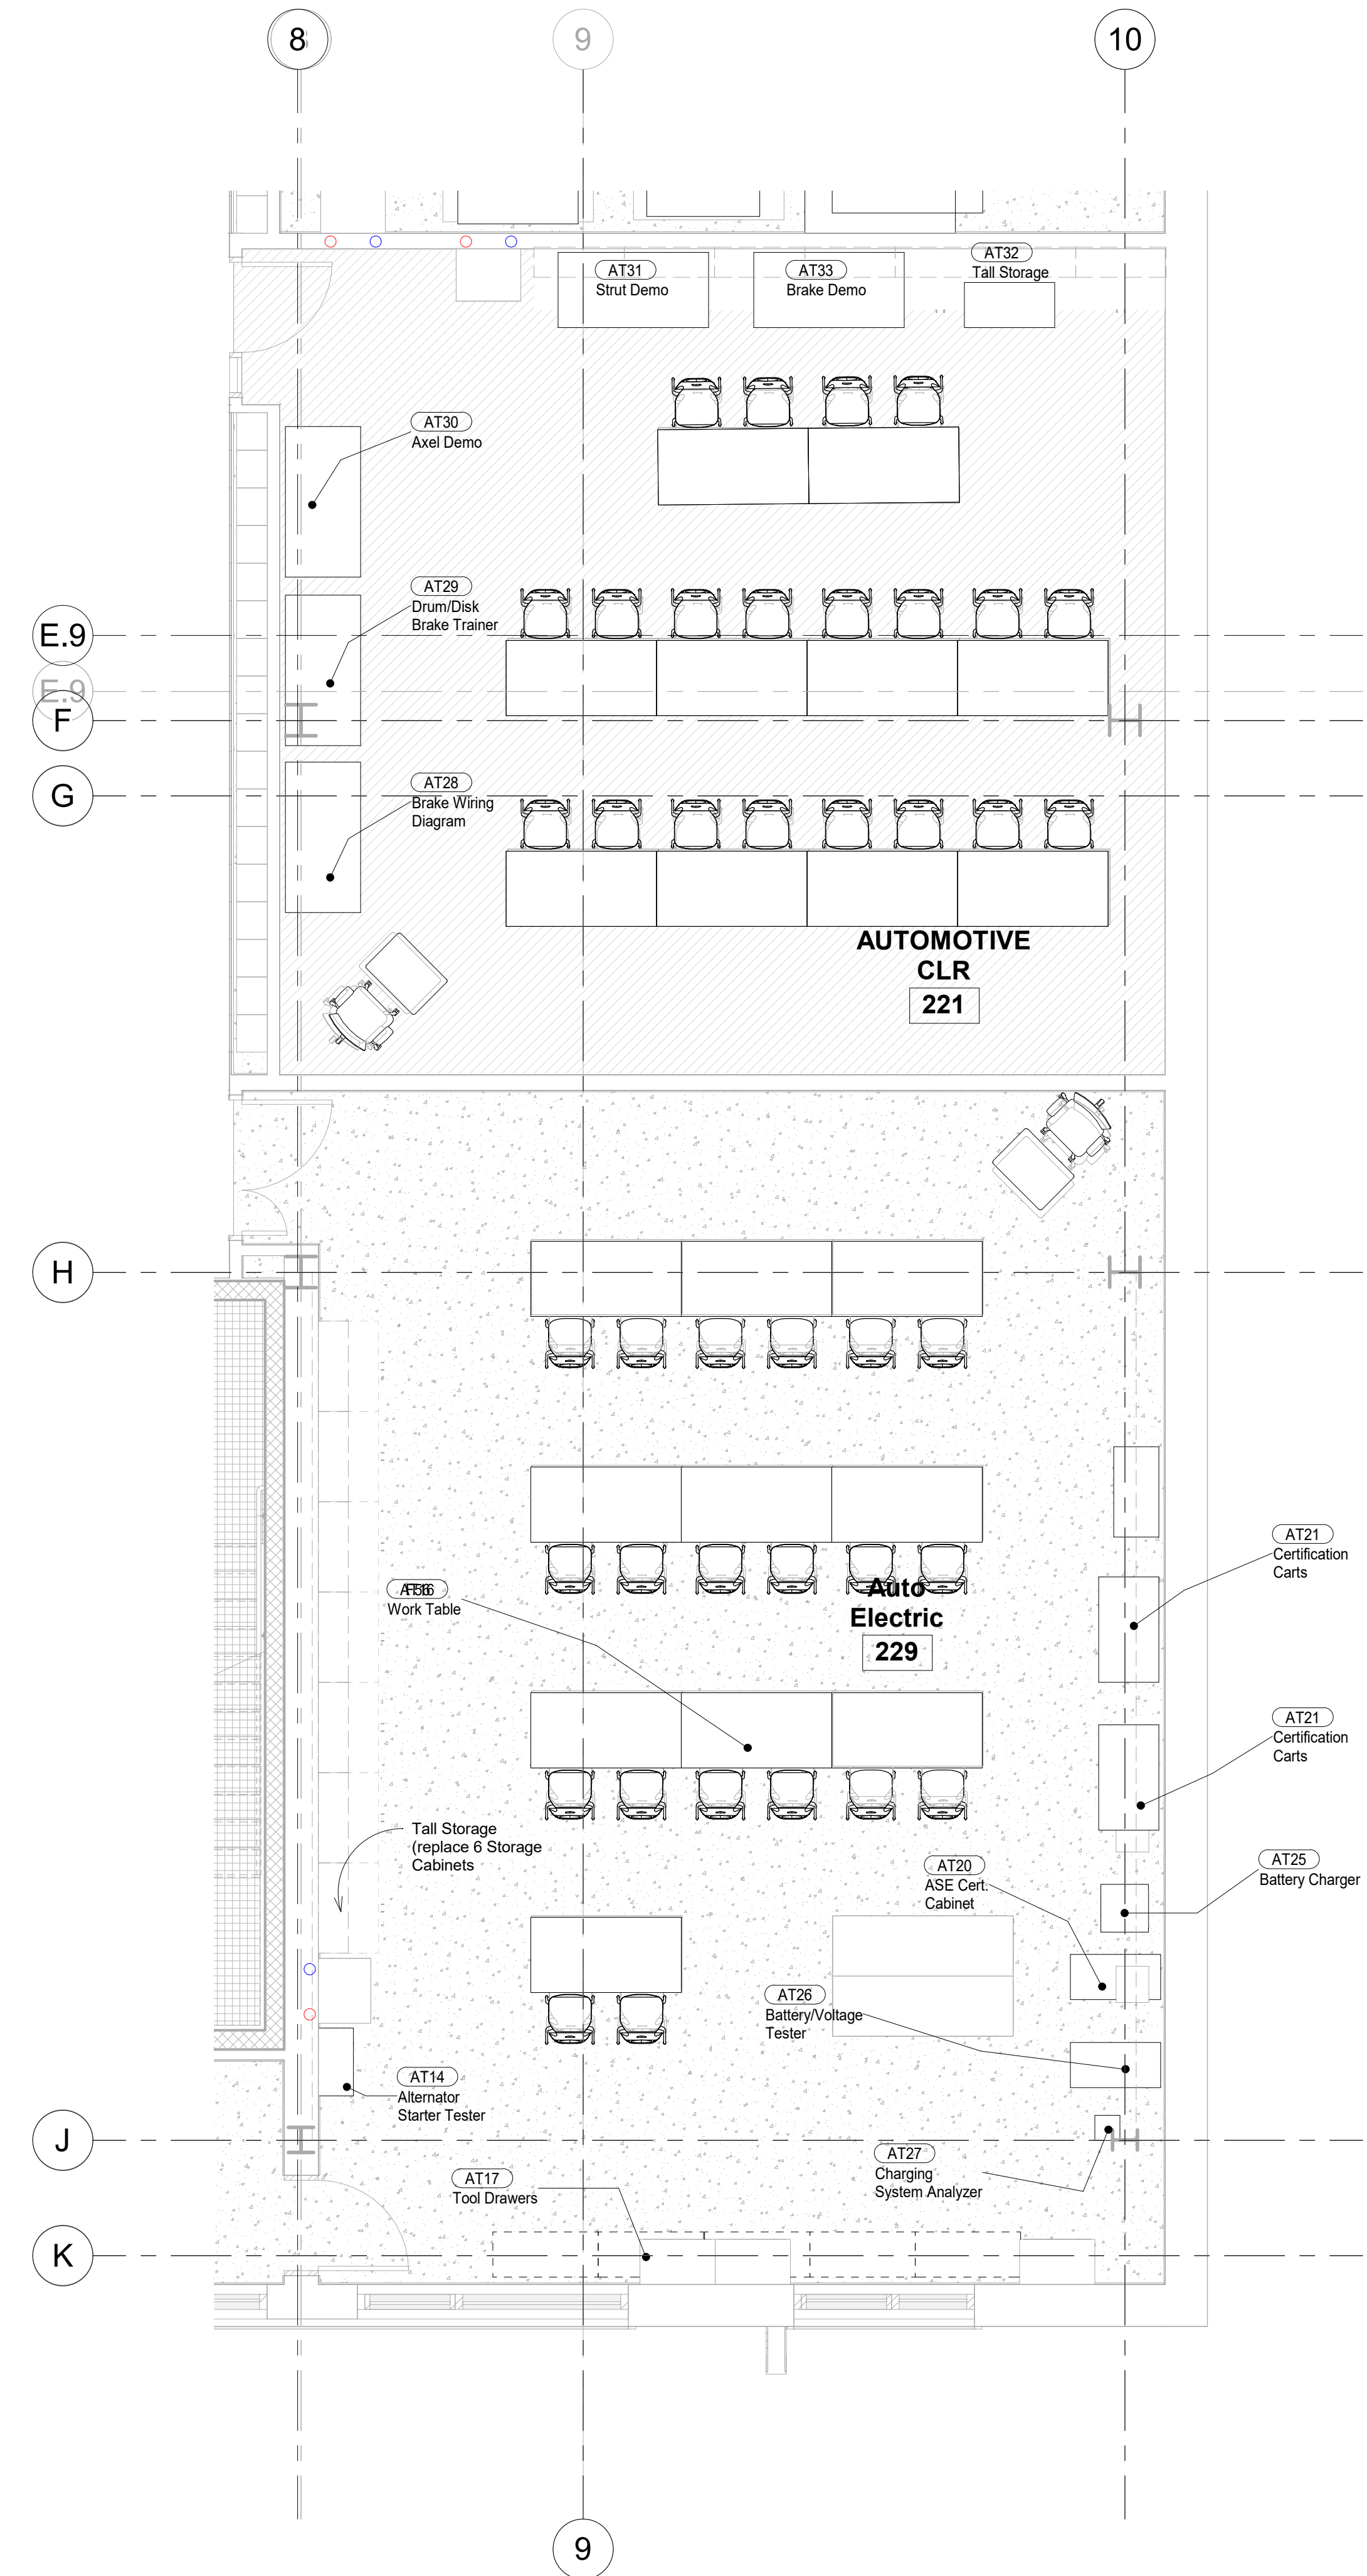 8
9
10
AT31
Strut Demo
AT33
Brake Demo
AT32
Tall Storage
AT30
Axel Demo
AT29
Drum/Disk
Brake Trainer
E.9
E.9
F
G
AT28
Brake Wiring
Diagram
AUTOMOTIVE
CLR
221
H
AT21
Certification
Carts
Work Table
Auto
Electric
229
AT21
Certification
Carts
Tall Storage
(replace 6 Storage
Cabinets
AT20
ASE Cert.
Cabinet
AT25
Battery Charger
AT26
Battery/Voltage
Tester
AT14
Alternator
Starter Tester
J
AT27
Charging
System Analyzer
AT17
Tool Drawers
K
9